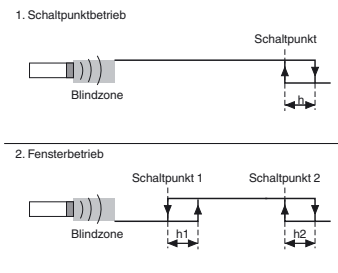 1. Schaltpunktbetrieb
Schaltpunkt
Blindzone
h
2. Fensterbetrieb
Schaltpunkt 1 Schaltpunkt 2
Blindzone
h1 h2